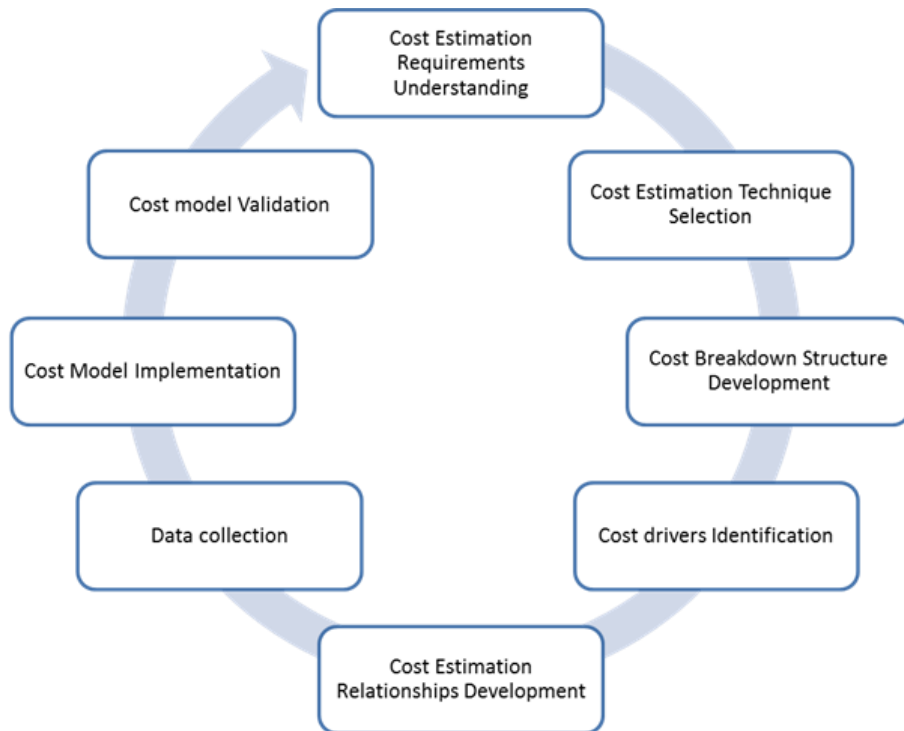 Cost Estimation
Requirements
Understanding
Cost Estimation Technique
Selection
Cost Breakdown Structure
Development
Cost drivers Identification
Cost Estimation
Relationships Development
Data collection
Cost Model Implementation
Cost model Validation